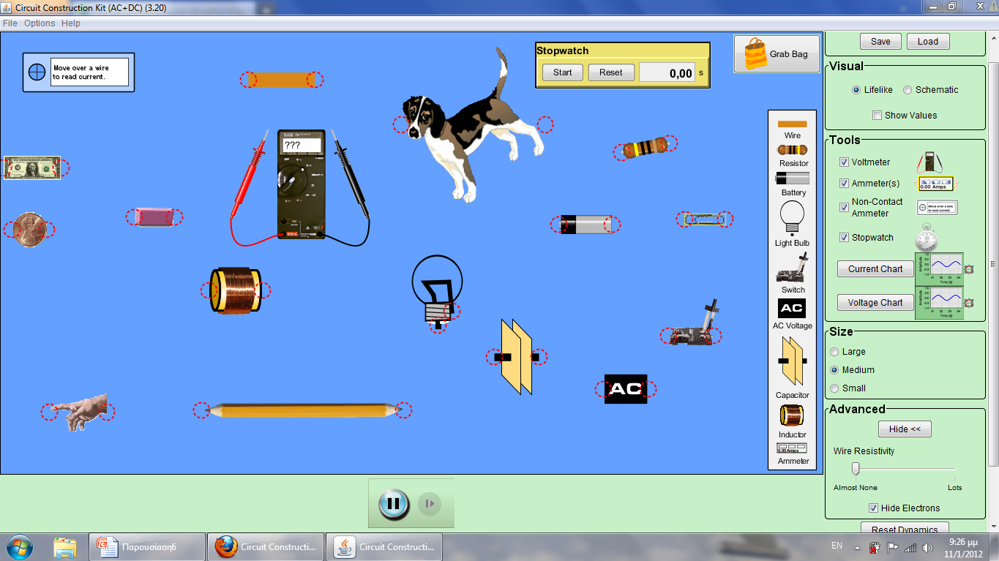 Circuit Construction Kit (AC+DC) (3.20)
File Options Help
Move over a wire
to read current.
Stopwatch
Start Reset 0,00 s
Grab Bag
???
AC
Wire
Resistor
Battery
Light Bulb
Switch
AC
AC Voltage
Capacitor
Inductor
0.00 Amps
Ammeter
Save Load
Visual
Lifelike Schematic
Show Values
Tools
Voltmeter
Ammeter(s)
0.00 Amps
Non-Contact
Ammeter
Move over a wire
to read current.
Stopwatch
Current Chart
Amplitude
Time (s)
Voltage Chart
Amplitude
Time (s)
Size
Large
Medium
Small
Advanced
Hide <<
Wire Resistivity
Almost None Lots
Hide Electrons
Reset Dynamics
Παρουσίαση6
Circuit Constructi...
Circuit Constructi...
EN
9:26 μμ
11/1/2012